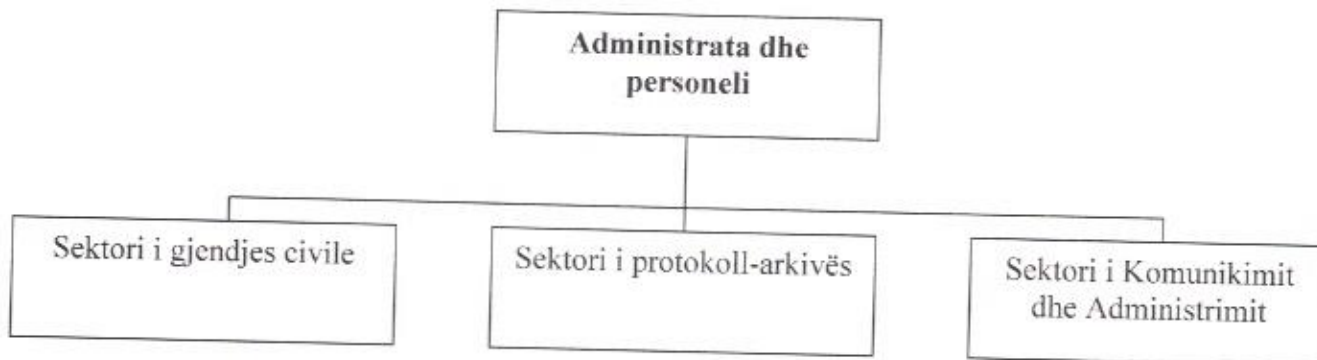 Administrata dhe
personeli
Sektori i gjendjes civile
Sektori i protokoll-arkivës
Sektori i Komunikimit
dhe Administrimit